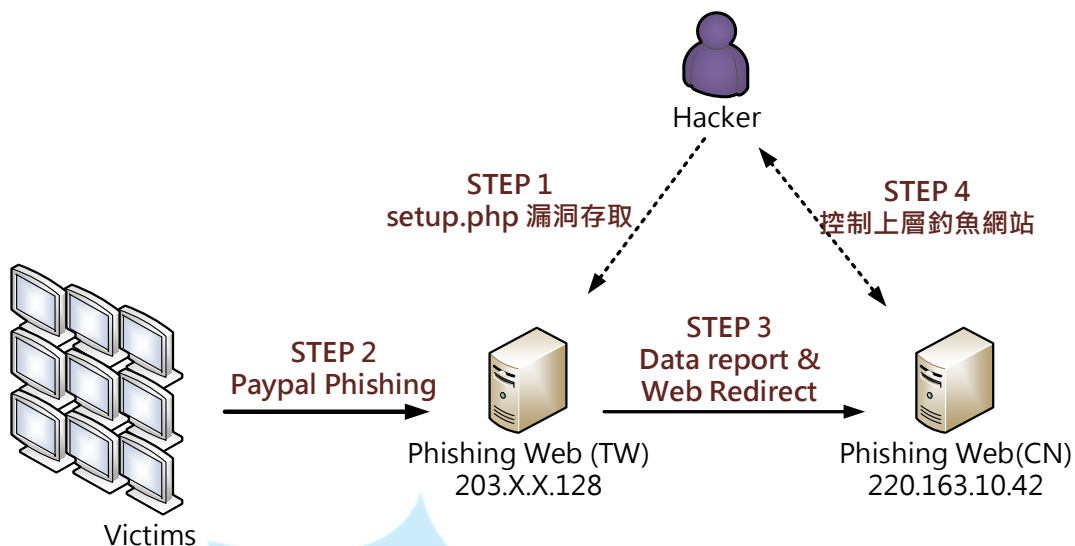 Hacker
STEP 1
setup.php 漏洞存取
STEP 4
控制上層釣魚網站
STEP 2
Paypal Phishing
STEP 3
Data report &
Web Redirect
Phishing Web (TW)
203.X.X.128
Phishing Web(CN)
220.163.10.42
Victims